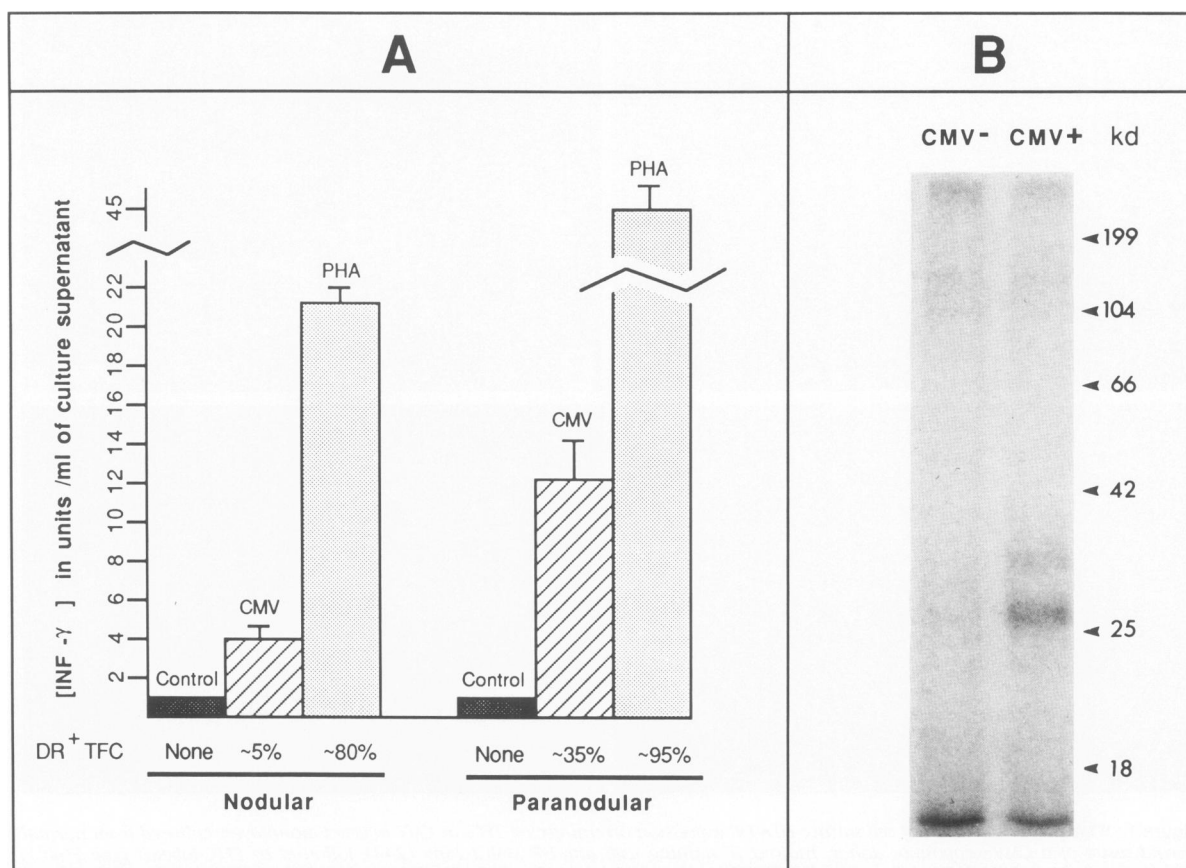 A
B
[INF -γ ] in units /ml of culture supernatant
45
22
20
18
16
14
12
10
8
6
4
2
Control
CMV
PHA
Control
CMV
PHA
DR+ TFC None ~5% ~80% None ~35% ~95%
Nodular Paranodular
CMV- CMV+ kd
199
104
66
42
25
18